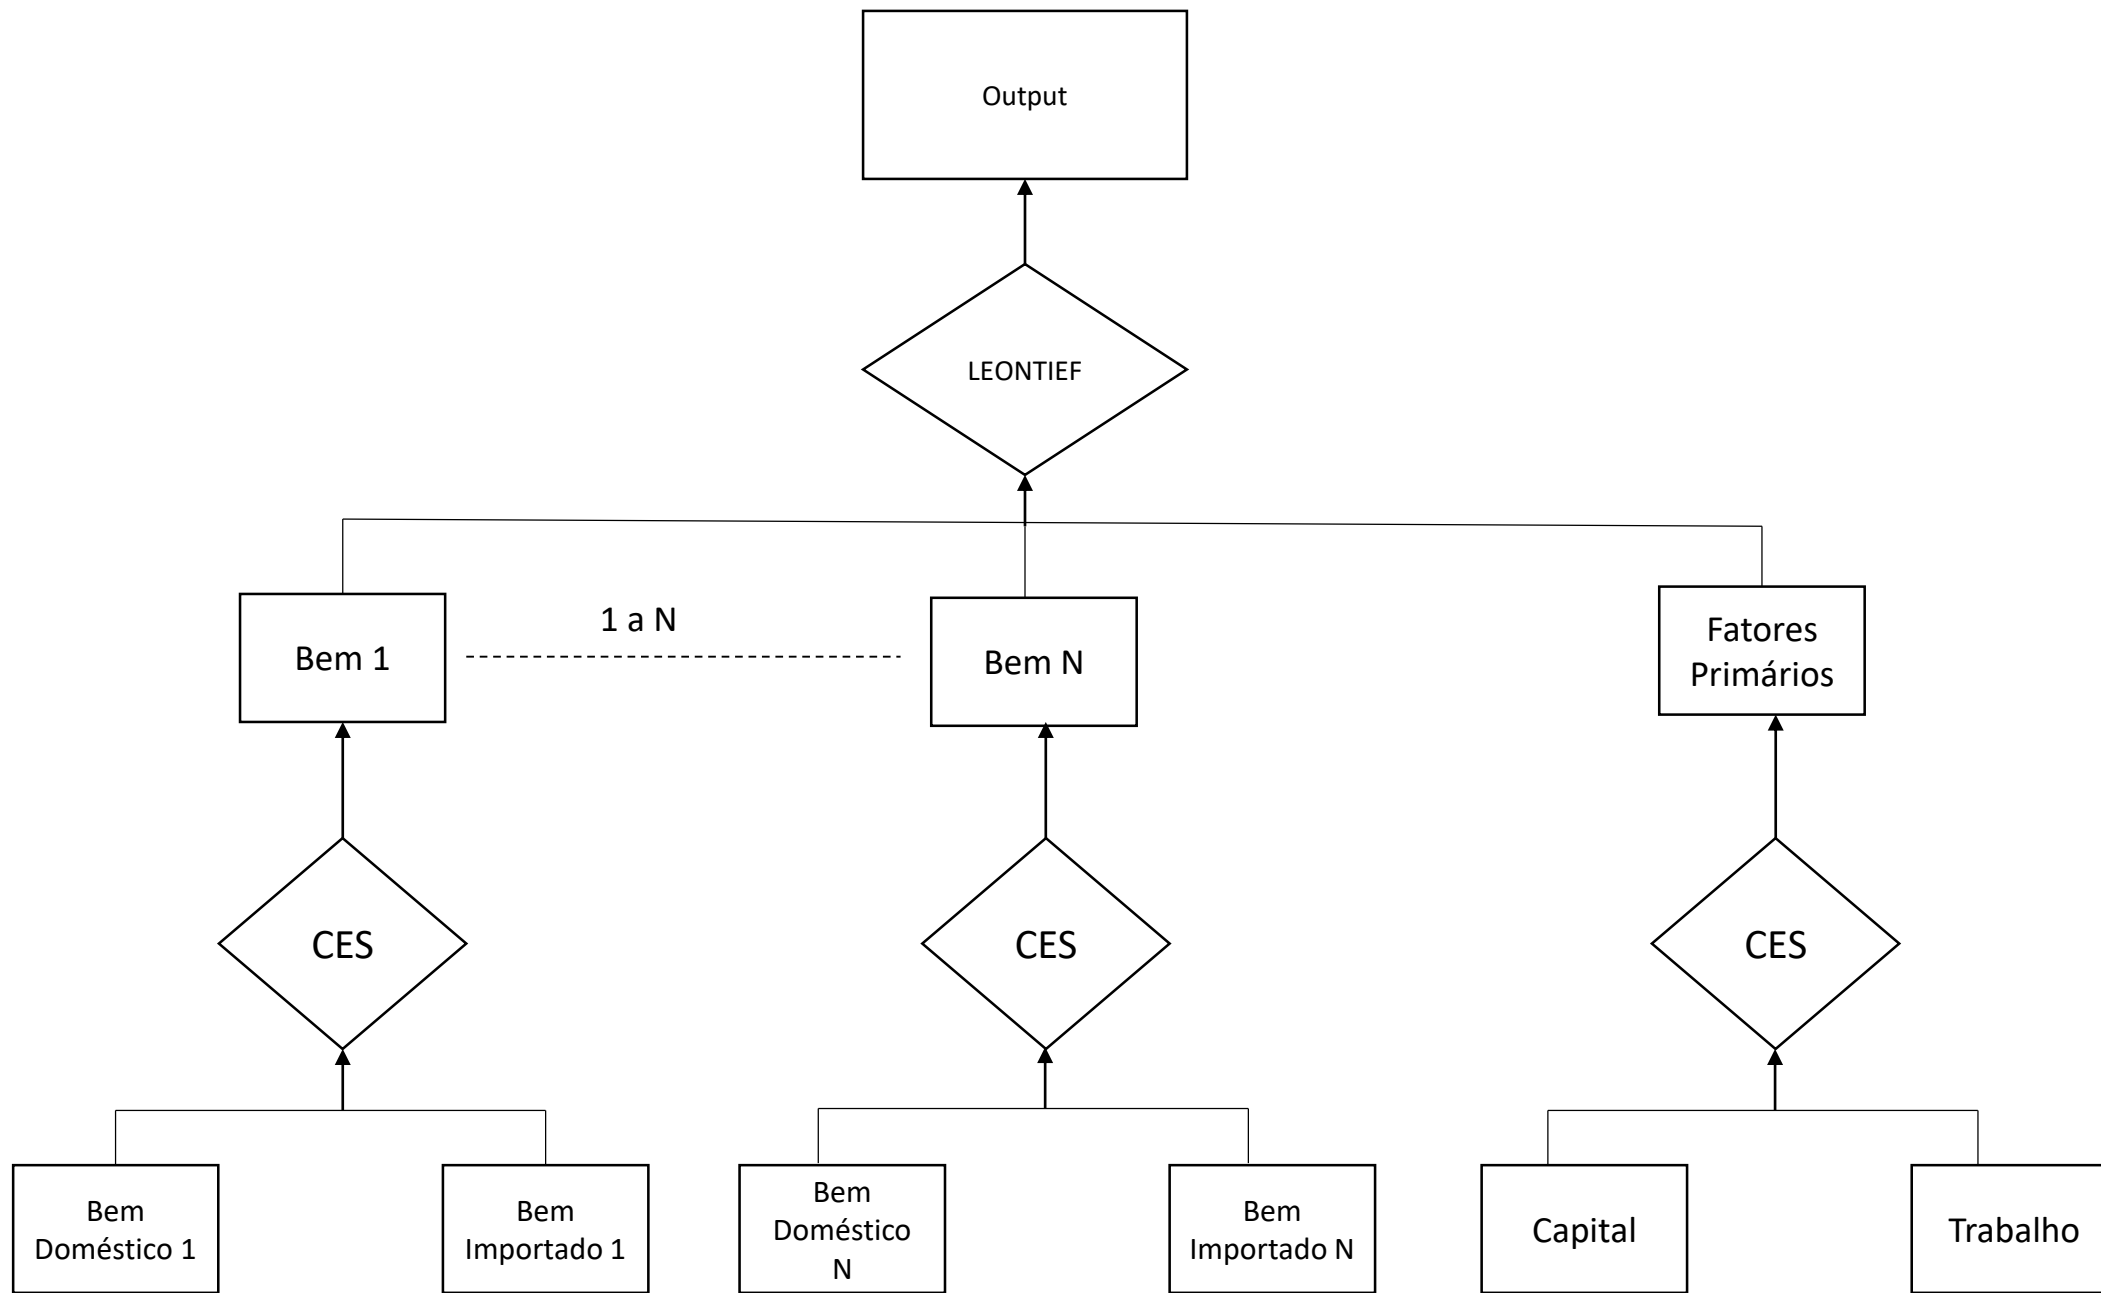 Output
LEONTIEF
1 a N
Bem 1
Bem N
Fatores
Primários
CES
CES
CES
Bem
Doméstico 1
Bem
Importado 1
Bem
Doméstico
N
Bem
Importado N
Capital
Trabalho